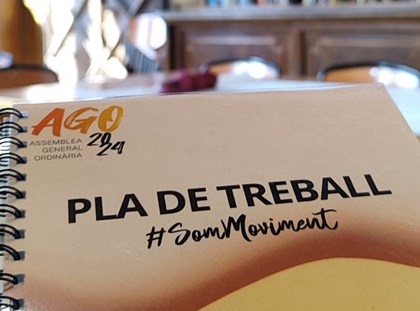 AGO
2024
ASSEMBLEA
GENERAL
ORDINÀRIA
PLA DE TREBALL
#SomMoviment